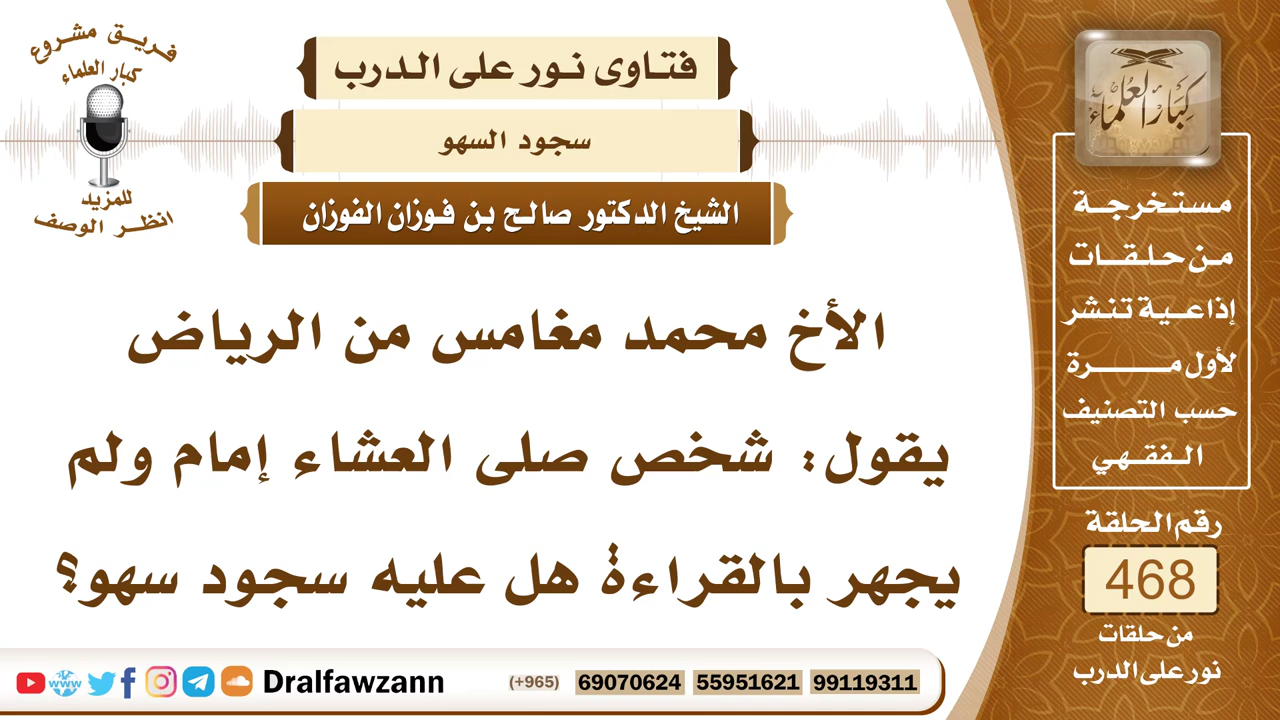 فريق مشروع
كبار العلماء
للمزيد
انظر الوصف
فتاوى نور على الدرب
سجود السهو
الشيخ الدكتور صالح بن فوزان الفوزان
الأخ محمد مغامس من الرياض
يقول: شخص صلى العشاء إمام ولم
يجهر بالقراءة هل عليه سجود سهو؟
كبار العلماء
مستخرجة
من حلقات
إذاعية تنشر
لأول مرة
حسب التصنيف
الفقهي
رقم الحلقة
468
من حلقات
نور على الدرب
www
Dralfawzann
(+965) 69070624 55951621 99119311